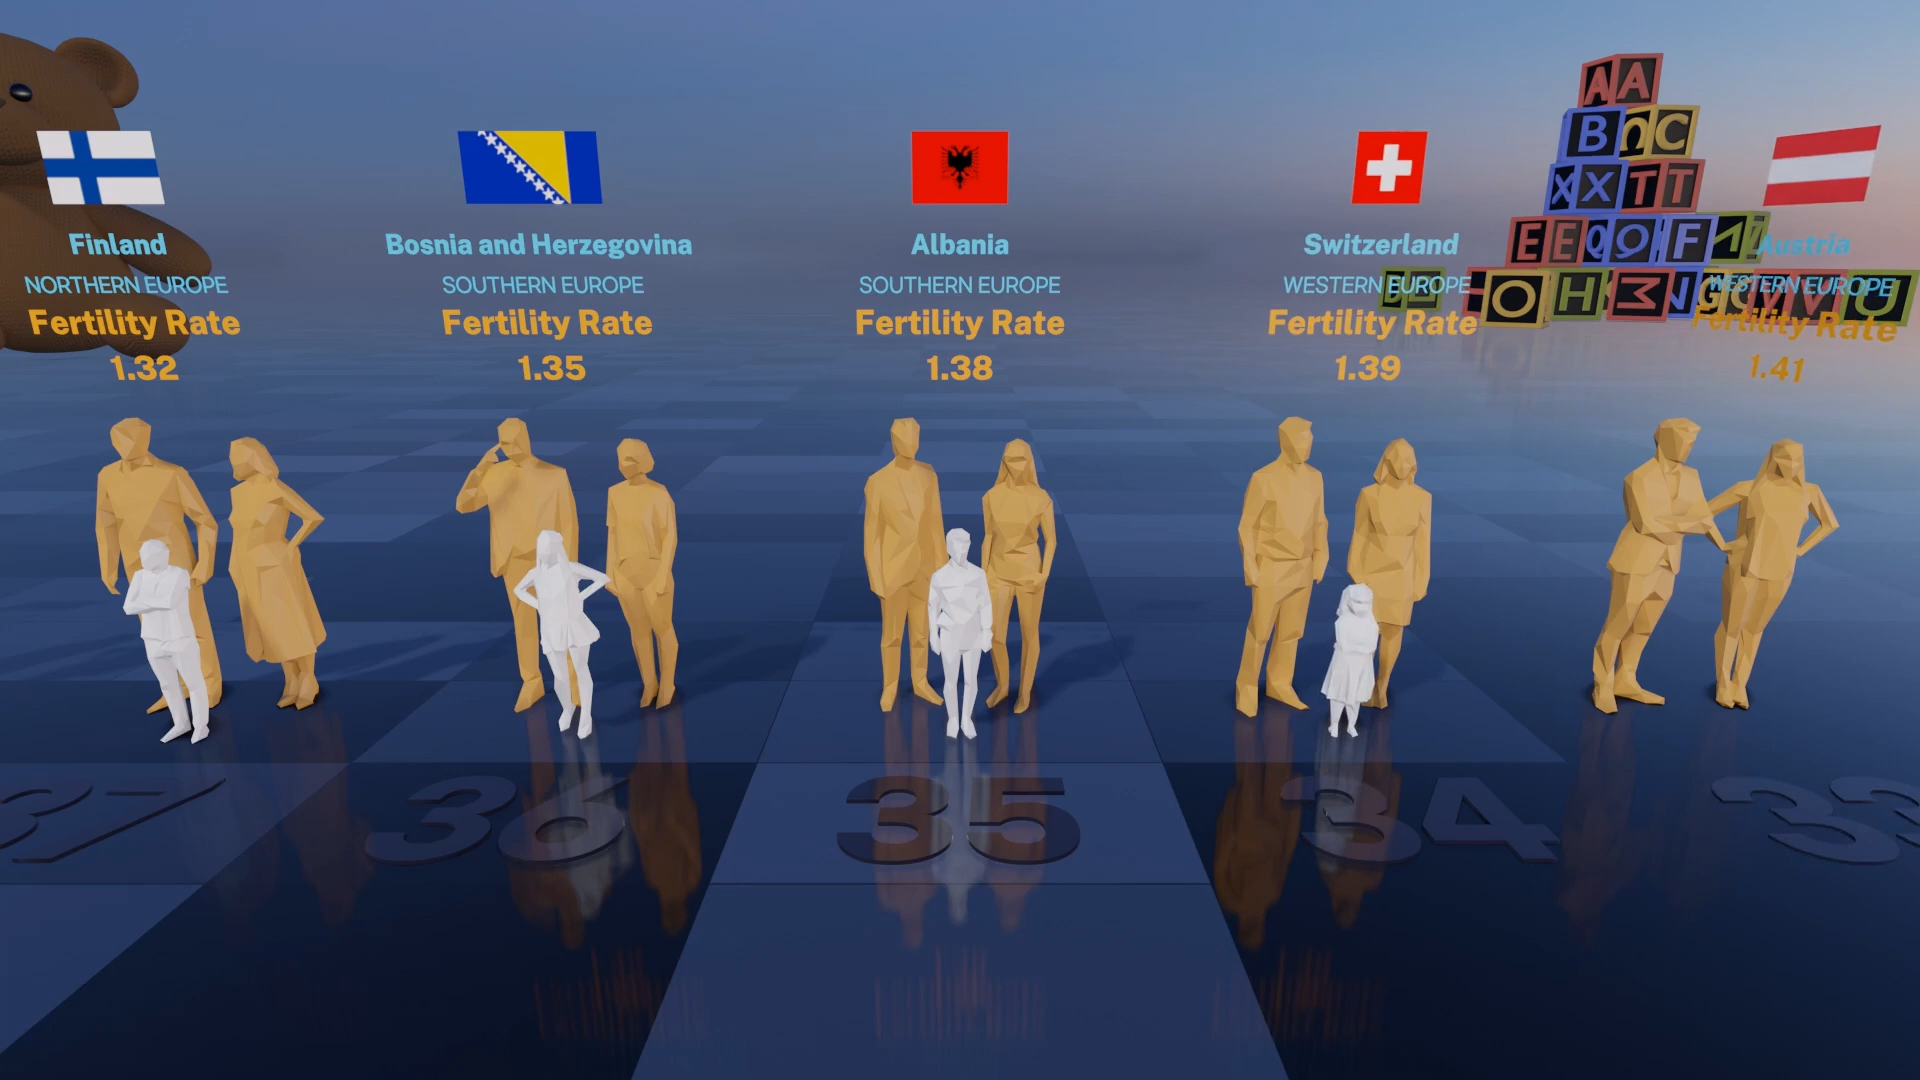 Finland
NORTHERN EUROPE
Fertility Rate
1.32
Bosnia and Herzegovina
SOUTHERN EUROPE
Fertility Rate
1.35
Albania
SOUTHERN EUROPE
Fertility Rate
1.38
Switzerland
WESTERN EUROPE
Fertility Rate
1.39
Austria
WESTERN EUROPE
Fertility Rate
1.41
A A
B C
X X T T
E E F
O H
37
36
35
34
33